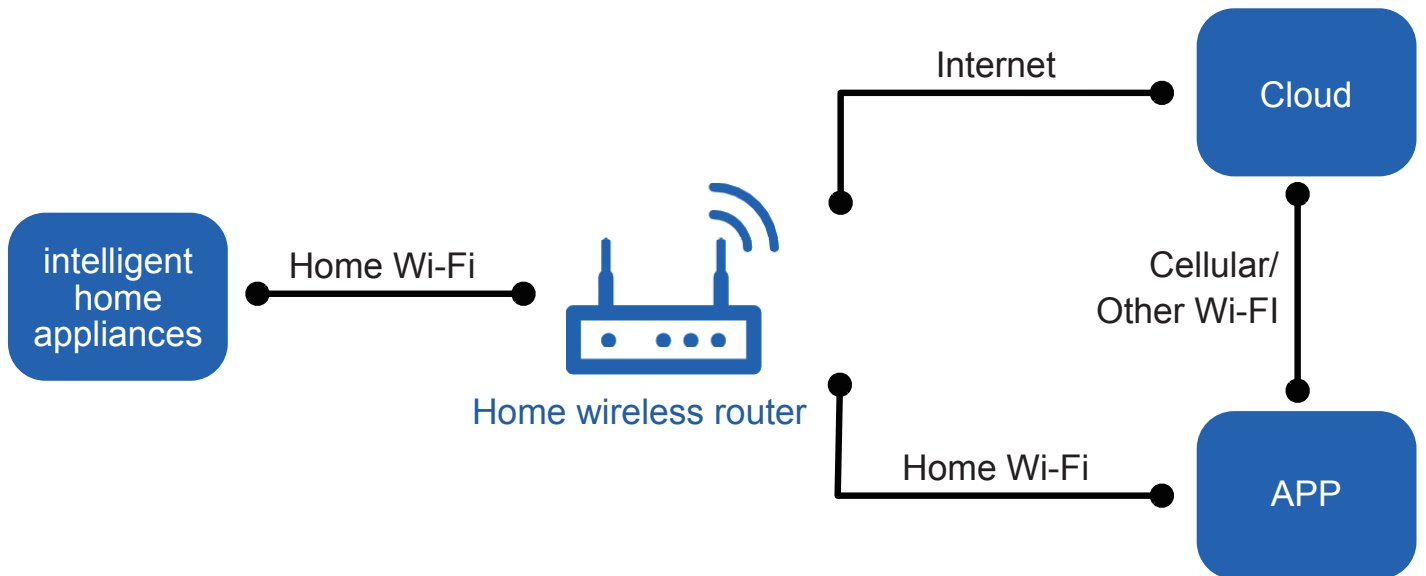 Internet
Cloud
intelligent
home
appliances
Home Wi-Fi
Cellular/
Other Wi-FI
Home wireless router
Home Wi-Fi
APP